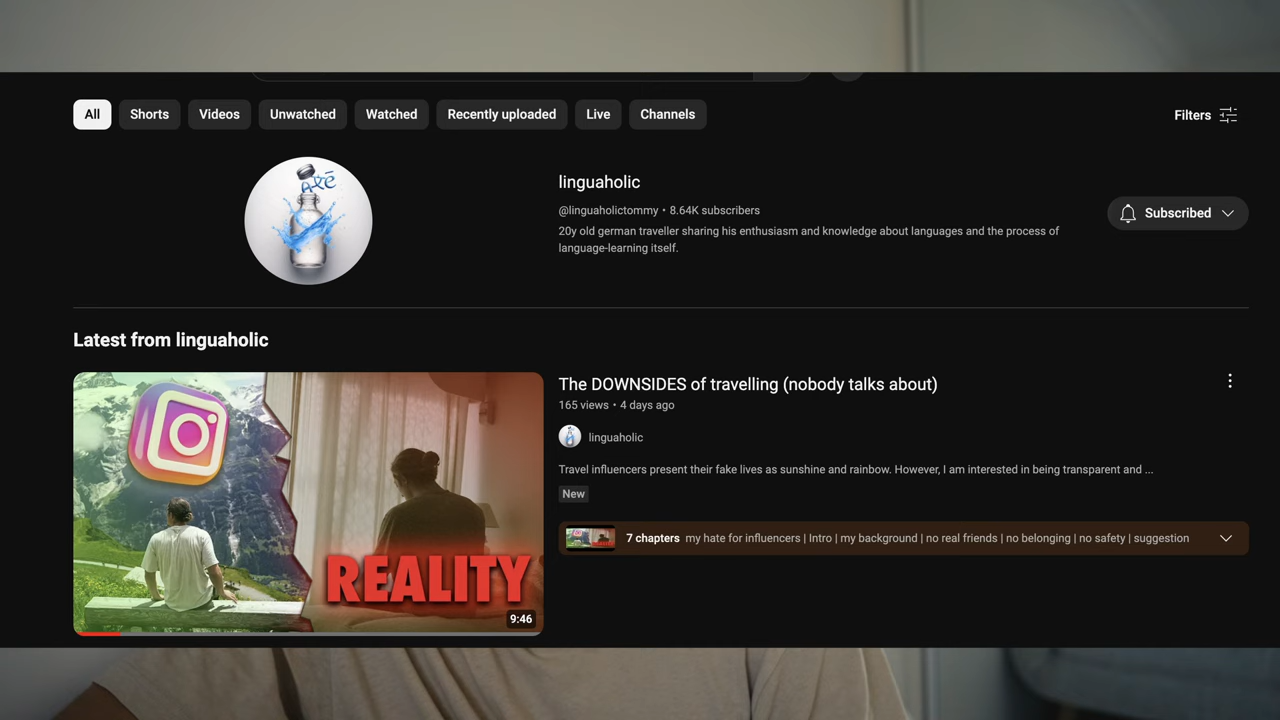 All Shorts Videos Unwatched Watched Recently uploaded Live Channels Filters
Axē
linguaholic
@linguaholictommy • 8.64K subscribers
Subscribed
20y old german traveller sharing his enthusiasm and knowledge about languages and the process of
language-learning itself.
Latest from linguaholic
The DOWNSIDES of travelling (nobody talks about)
165 views • 4 days ago
linguaholic
Travel influencers present their fake lives as sunshine and rainbow. However, I am interested in being transparent and ...
New
7 chapters my hate for influencers | Intro | my background | no real friends | no belonging | no safety | suggestion
REALITY
9:46